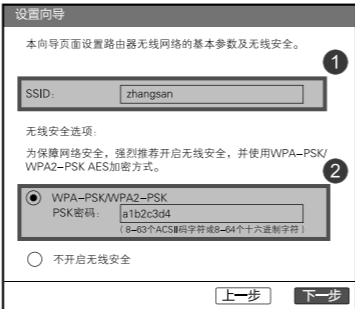 设置向导
本向导页面设置路由器无线网络的基本参数及无线安全。
1
SSID: zhangsan
无线安全选项:
为保障网络安全，强烈推荐开启无线安全，并使用WPA-PSK/
WPA2-PSK AES加密方式。
2
WPA-PSK/WPA2-PSK
PSK密码: a1b2c3d4
(8-63个ACSⅡ码字符或8-64个十六进制字符)
不开启无线安全
上一步 下一步